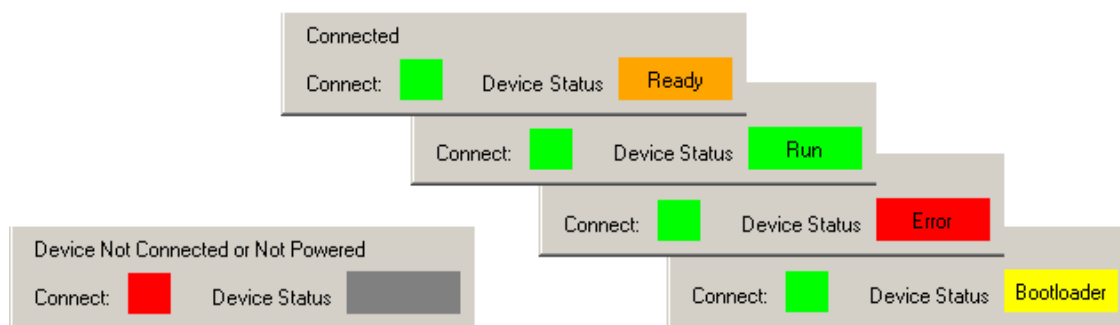 Connected
Connect: Device Status Ready
Connect: Device Status Run
Connect: Device Status Error
Device Not Connected or Not Powered
Connect: Device Status
Connect: Device Status Bootloader